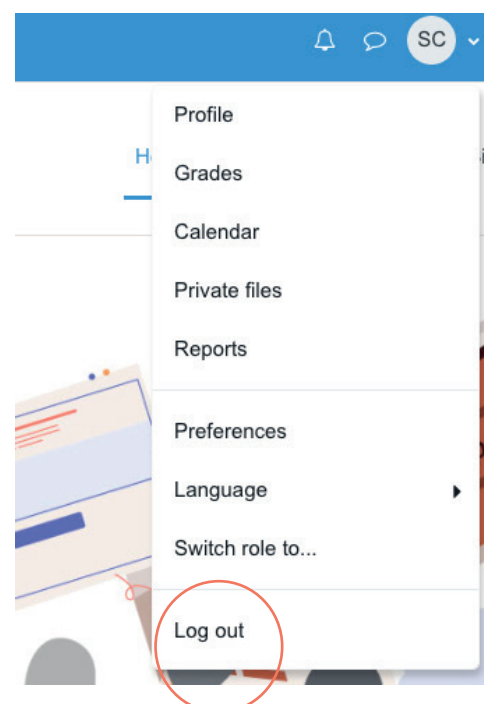 SC
Profile
H
Grades
Calendar
Private files
Reports
Preferences
Language
Switch role to...
Log out